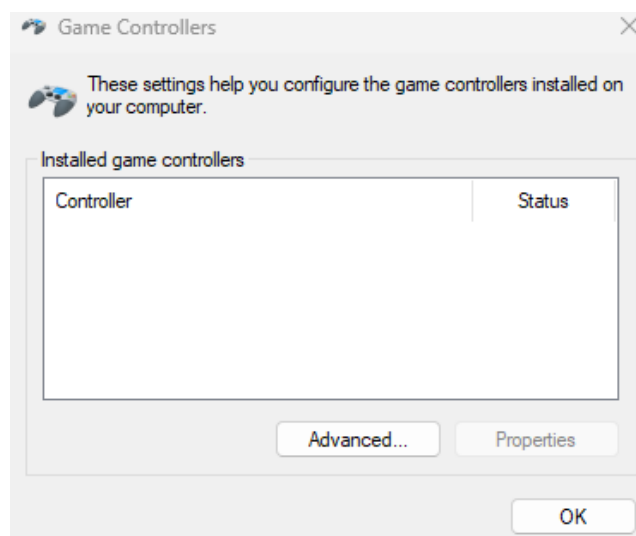 Game Controllers
These settings help you configure the game controllers installed on
your computer.
Installed game controllers
Controller Status
Advanced... Properties
OK